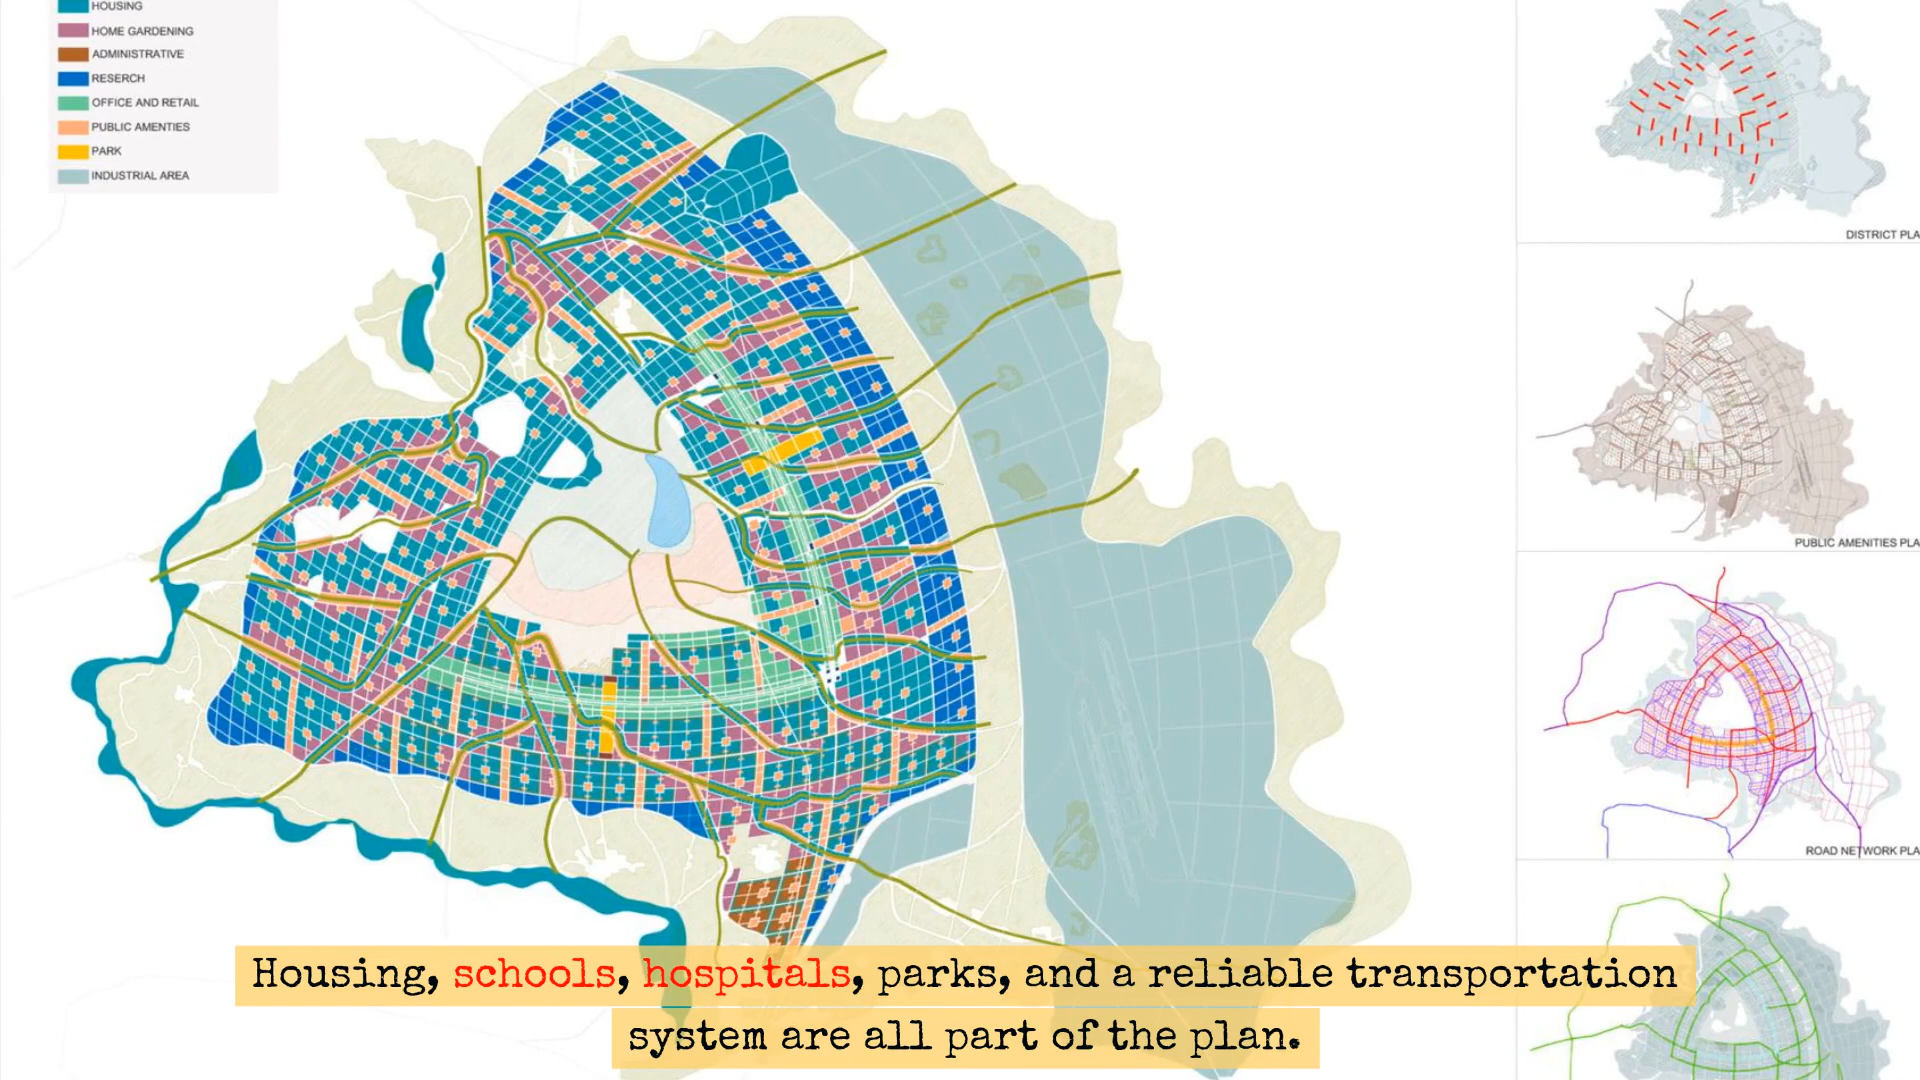 HOUSING
HOME GARDENING
ADMINISTRATIVE
RESERCH
OFFICE AND RETAIL
PUBLIC AMENTIES
PARK
INDUSTRIAL AREA
DISTRICT PLA
PUBLIC AMENITIES PLA
ROAD NETWORK PLA
Housing, schools, hospitals, parks, and a reliable transportation
system are all part of the plan.